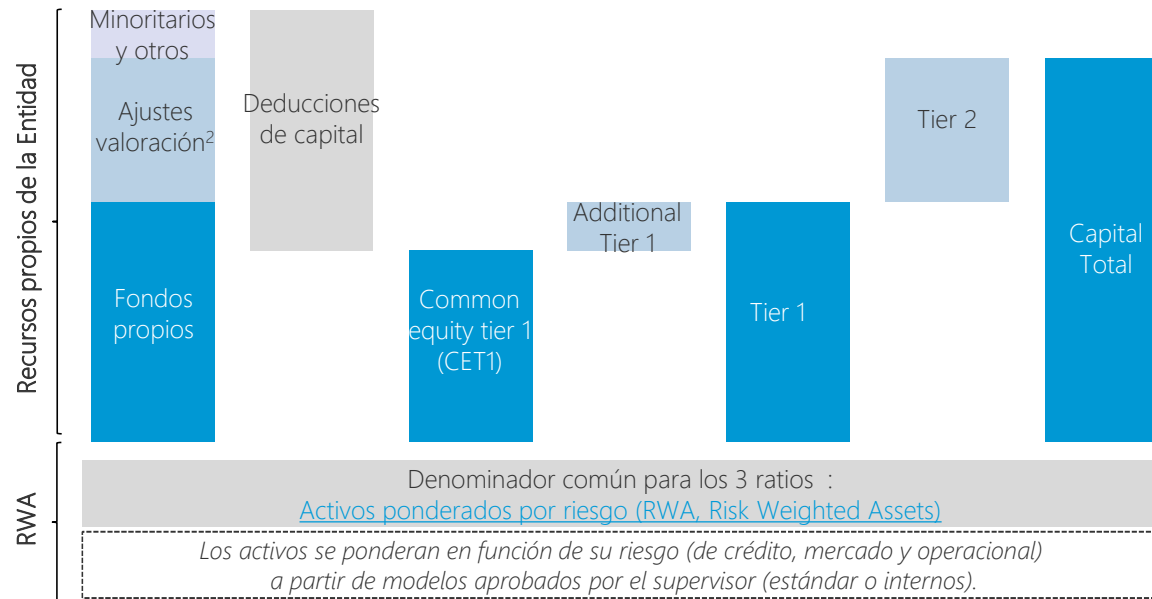 Recursos propios de la Entidad
Minoritarios
y otros
Ajustes
valoración²
Fondos
propios
Deducciones
de capital
Common
equity tier 1
(CET1)
Additional
Tier 1
Tier 1
Tier 2
Capital
Total
RWA
Denominador común para los 3 ratios :
Activos ponderados por riesgo (RWA, Risk Weighted Assets)
Los activos se ponderan en función de su riesgo (de crédito, mercado y operacional)
a partir de modelos aprobados por el supervisor (estándar o internos).